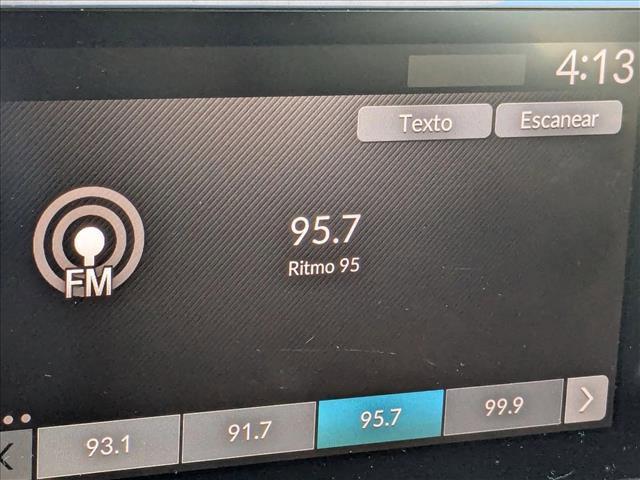 4:13
Texto Escanear
95.7
Ritmo 95
FM
93.1 91.7 95.7 99.9